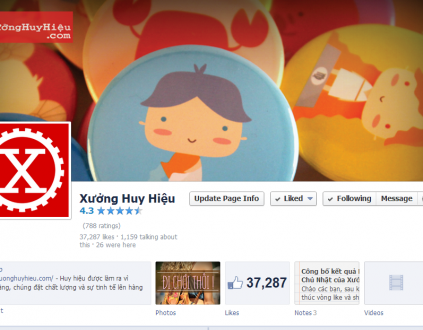 ưởngHuyHiệu
.com
X
Xưởng Huy Hiệu
Update Page Info
Liked
Following
Message
4.3
(788 ratings)
37,287 likes · 1,159 talking about
this · 26 were here
uonghuyhieu.com/ - Huy hiệu được làm ra vì
ăng, chúng đặt chất lượng và sự tinh tế lên hàng
ĐI CHƠI THÔI!
37,287
Công bố kết quả
Chủ Nhật của Xưở
Chào các bạn, sau k
thúc vòng like và sh
Photos
Likes
Notes 3
Videos